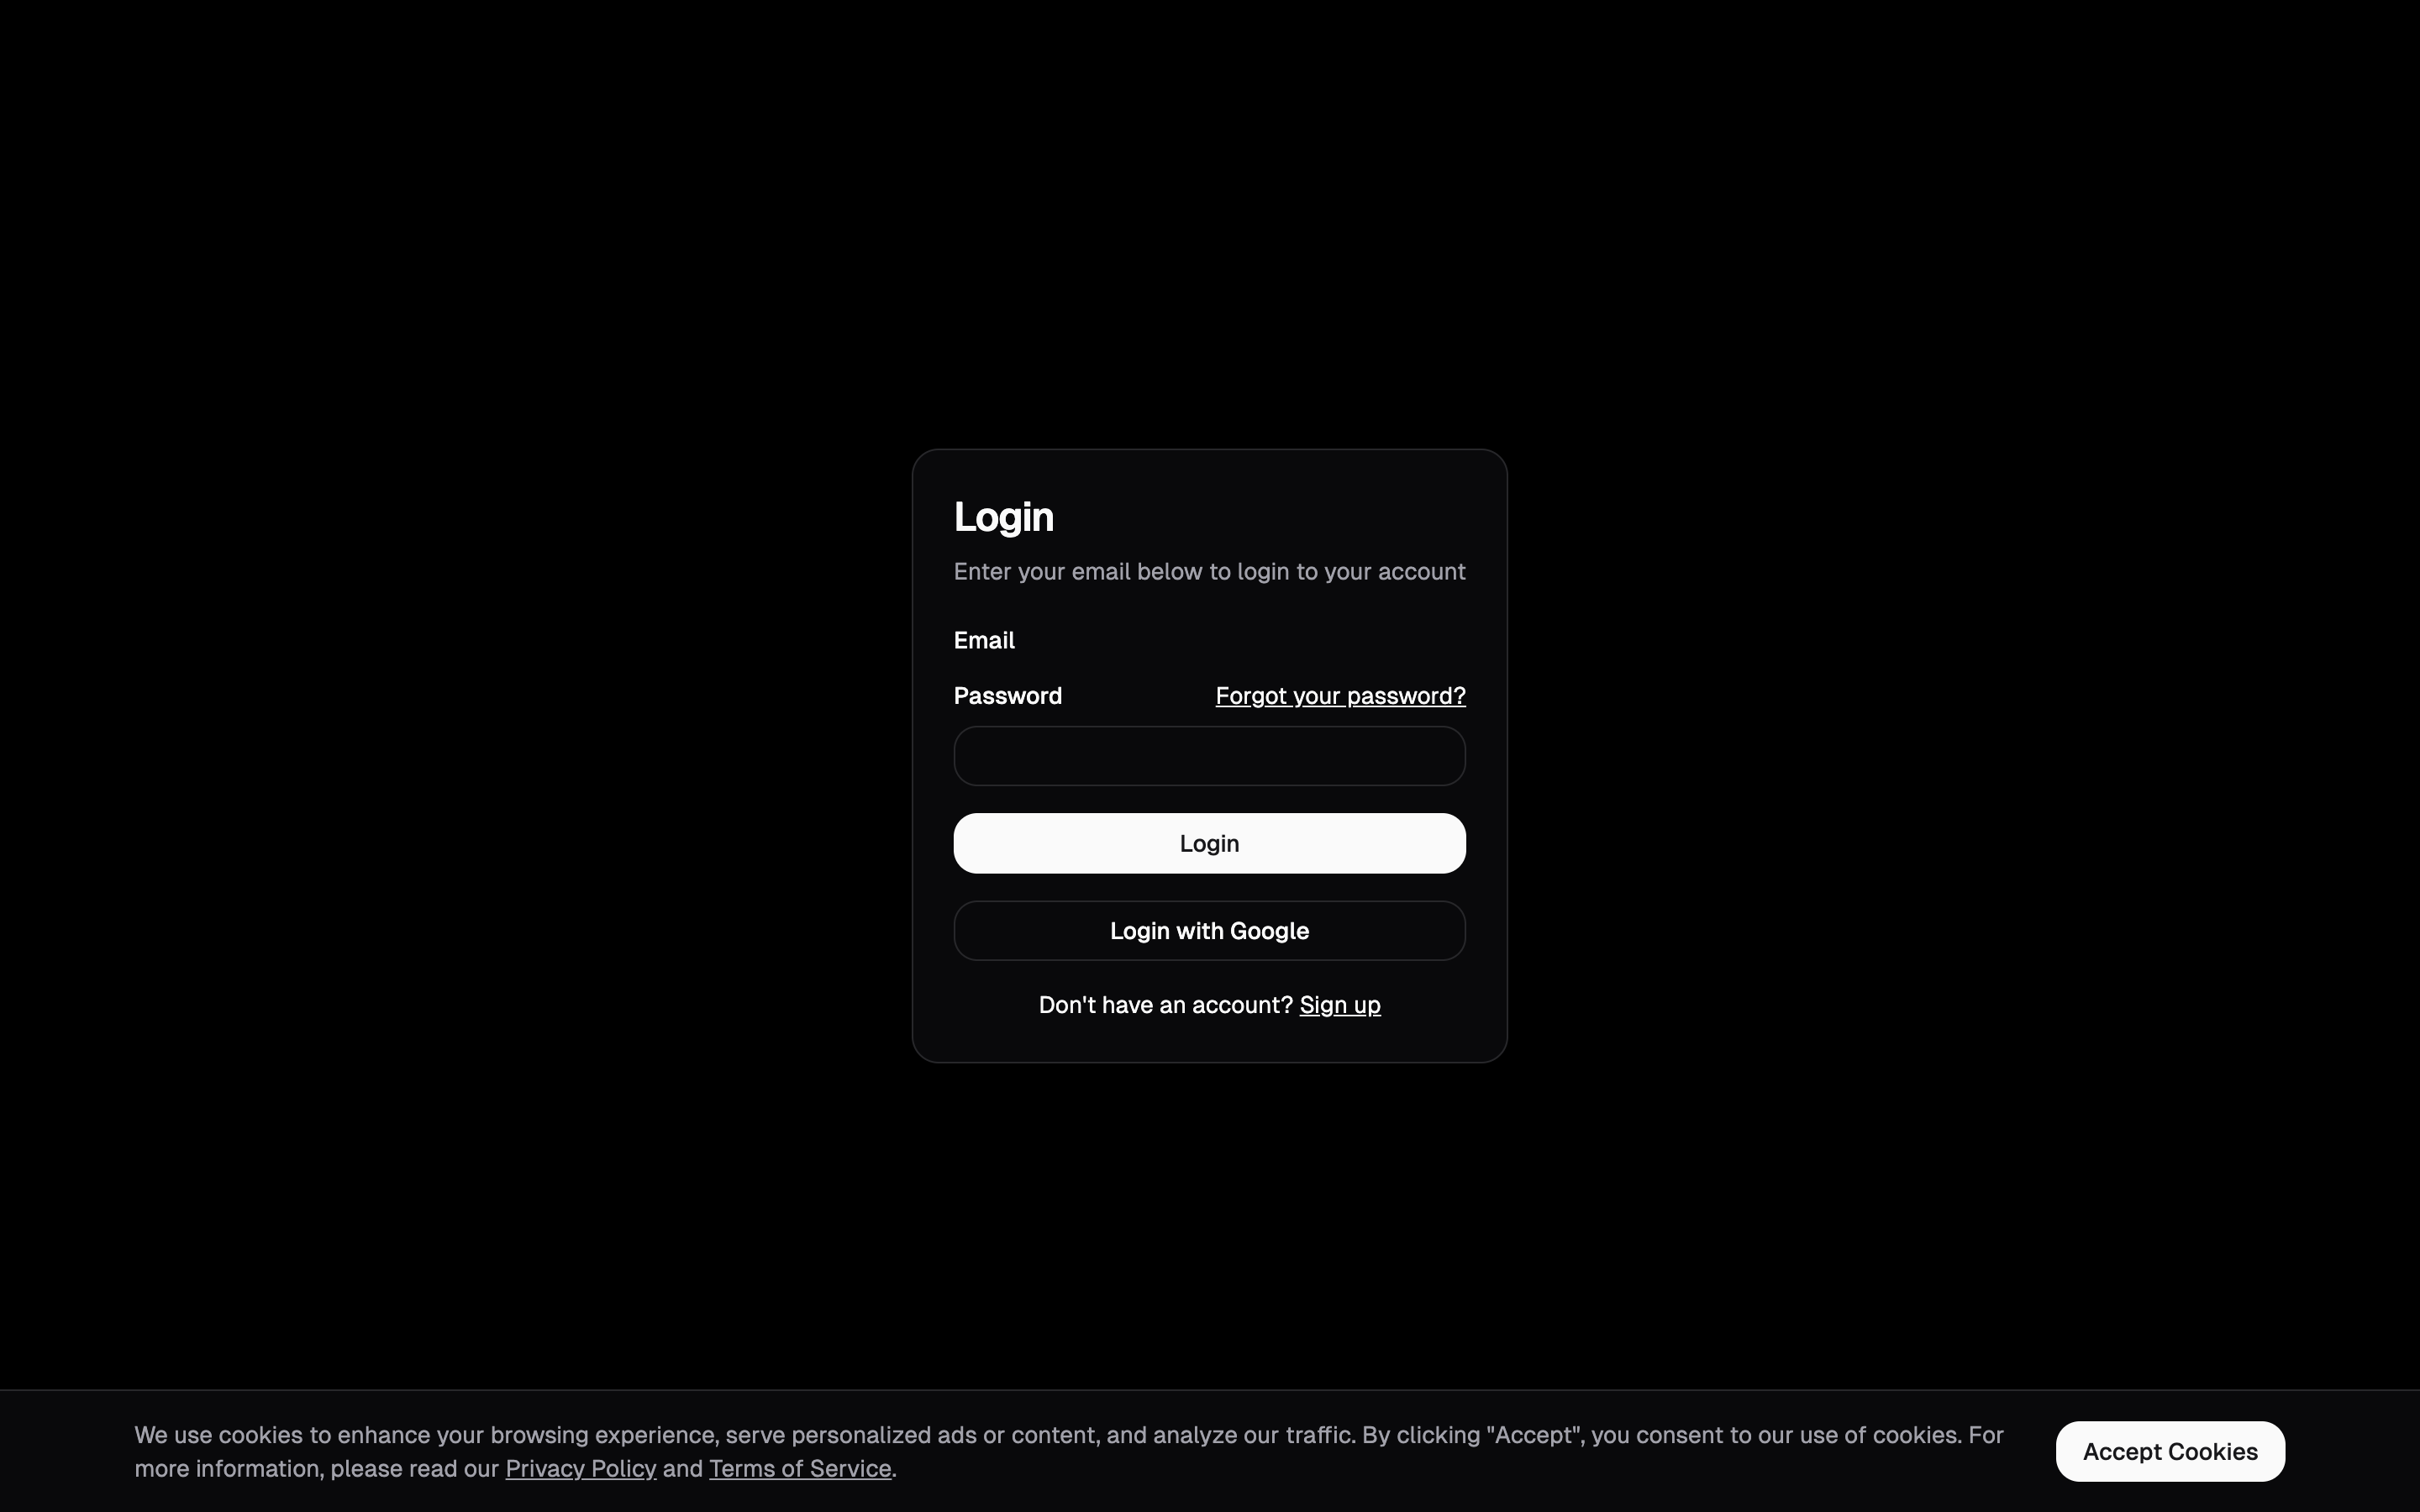 Login
Enter your email below to login to your account
Email
Password
Forgot your password?
Login
Login with Google
Don't have an account? Sign up
We use cookies to enhance your browsing experience, serve personalized ads or content, and analyze our traffic. By clicking "Accept", you consent to our use of cookies. For
more information, please read our Privacy Policy and Terms of Service.
Accept Cookies